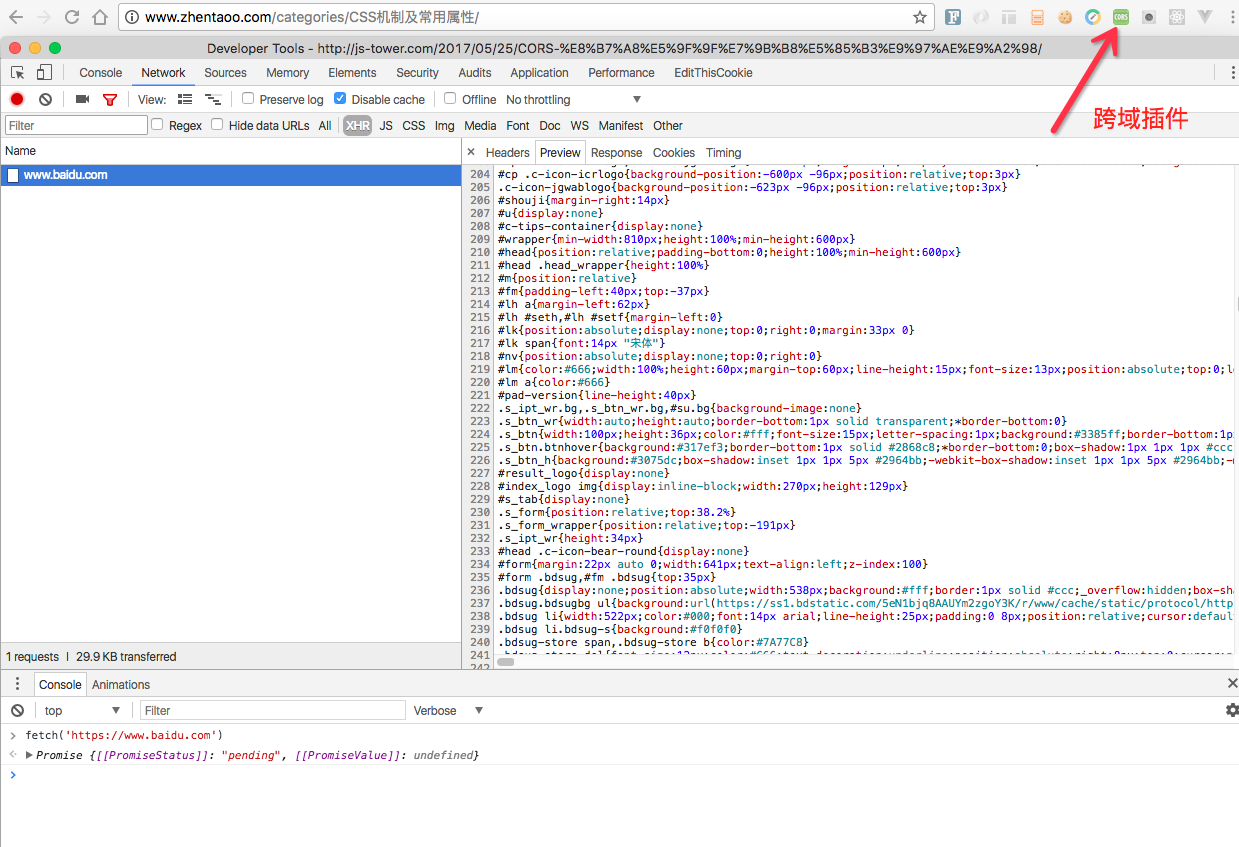 www.zhentaoo.com/categories/CSS机制及常用属性/
CORS
Developer Tools - http://js-tower.com/2017/05/25/CORS-%E8%B7%A8%E5%9F%9F%E7%9B%B8%E5%85%B3%E9%97%AE%E9%A2%98/
跨域插件
Console Network Sources Memory Elements Security Audits Application Performance EditThisCookie
View: Preserve log Disable cache Offline No throttling
Filter Regex Hide data URLs All XHR JS CSS Img Media Font Doc WS Manifest Other
Name
× Headers Preview Response Cookies Timing
www.baidu.com
204 #cp .c-icon-icrlogo{background-position:-600px -96px;position:relative;top:3px}
205 .c-icon-jgwablogo{background-position:-623px -96px;position:relative;top:3px}
206 #shouji{margin-right:14px}
207 #u{display:none}
208 #c-tips-container{display:none}
209 #wrapper{min-width:810px;height:100%;min-height:600px}
210 #head{position:relative;padding-bottom:0;height:100%;min-height:600px}
211 #head .head_wrapper{height:100%}
212 #m{position:relative}
213 #fm{padding-left:40px;top:-37px}
214 #lh a{margin-left:62px}
215 #lh #seth,#lh #setf{margin-left:0}
216 #lk{position:absolute;display:none;top:0;right:0;margin:33px 0}
217 #lk span{font:14px "宋体"}
218 #nv{position:absolute;display:none;top:0;right:0}
219 #lm{color:#666;width:100%;height:60px;margin-top:60px;line-height:15px;font-size:13px;position:absolute;top:0;l
220 #lm a{color:#666}
221 #pad-version{line-height:40px}
222 .s_ipt_wr.bg,.s_btn_wr.bg,#su.bg{background-image:none}
223 .s_btn_wr{width:auto;height:auto;border-bottom:1px solid transparent;*border-bottom:0}
224 .s_btn{width:100px;height:36px;color:#fff;font-size:15px;letter-spacing:1px;background:#3385ff;border-bottom:1p
225 .s_btn.btnhover{background:#317ef3;border-bottom:1px solid #2868c8;*border-bottom:0;box-shadow:1px 1px 1px #ccc
226 .s_btn_h{background:#3075dc;box-shadow:inset 1px 1px 5px #2964bb;-webkit-box-shadow:inset 1px 1px 5px #2964bb;-
227 #result_logo{display:none}
228 #index_logo img{display:inline-block;width:270px;height:129px}
229 #s_tab{display:none}
230 .s_form{position:relative;top:38.2%}
231 .s_form_wrapper{position:relative;top:-191px}
232 .s_ipt_wr{height:34px}
233 #head .c-icon-bear-round{display:none}
234 #form{margin:22px auto 0;width:641px;text-align:left;z-index:100}
235 #form .bdsug,#fm .bdsug{top:35px}
236 .bdsug{display:none;position:absolute;width:538px;background:#fff;border:1px solid #ccc;_overflow:hidden;box-sha
237 .bdsug.bdsugbg ul{background:url(https://ss1.bdstatic.com/5eN1bjq8AAUYm2zgoY3K/r/www/cache/static/protocol/http
238 .bdsug li{width:522px;color:#000;font:14px arial;line-height:25px;padding:0 8px;position:relative;cursor:defaul
239 .bdsug li.bdsug-s{background:#f0f0f0}
240 .bdsug-store span,.bdsug-store b{color:#7A77C8}
241
242
1 requests | 29.9 KB transferred
Console Animations
top Filter Verbose
> fetch('https://www.baidu.com')
Promise {[[PromiseStatus]]: "pending", [[PromiseValue]]: undefined}